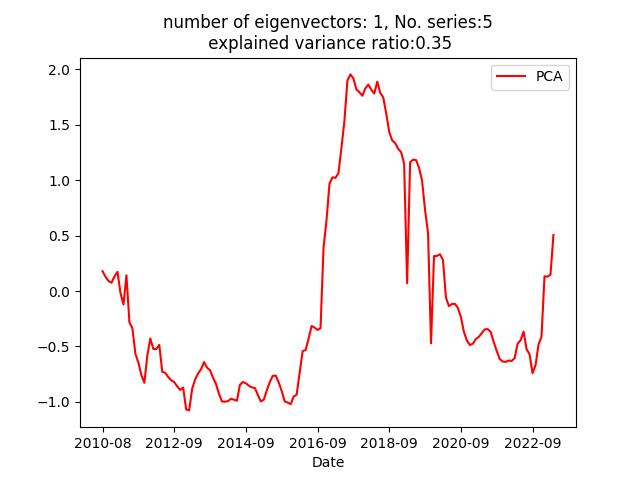 number of eigenvectors: 1, No. series:5
explained variance ratio:0.35
PCA
2.0
1.5
1.0
0.5
0.0
−0.5
−1.0
2010-08 2012-09 2014-09 2016-09 2018-09 2020-09 2022-09
Date